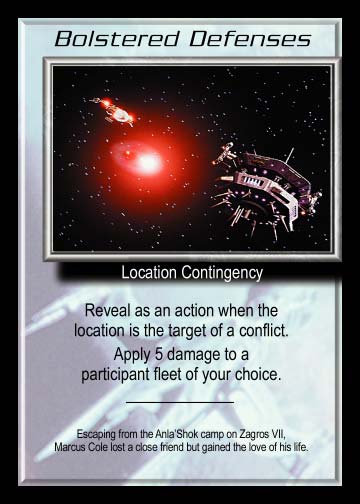 Bolstered Defenses
Location Contingency
Reveal as an action when the
location is the target of a conflict.
Apply 5 damage to a
participant fleet of your choice.
Escaping from the Anla'Shok camp on Zagros VII,
Marcus Cole lost a close friend but gained the love of his life.